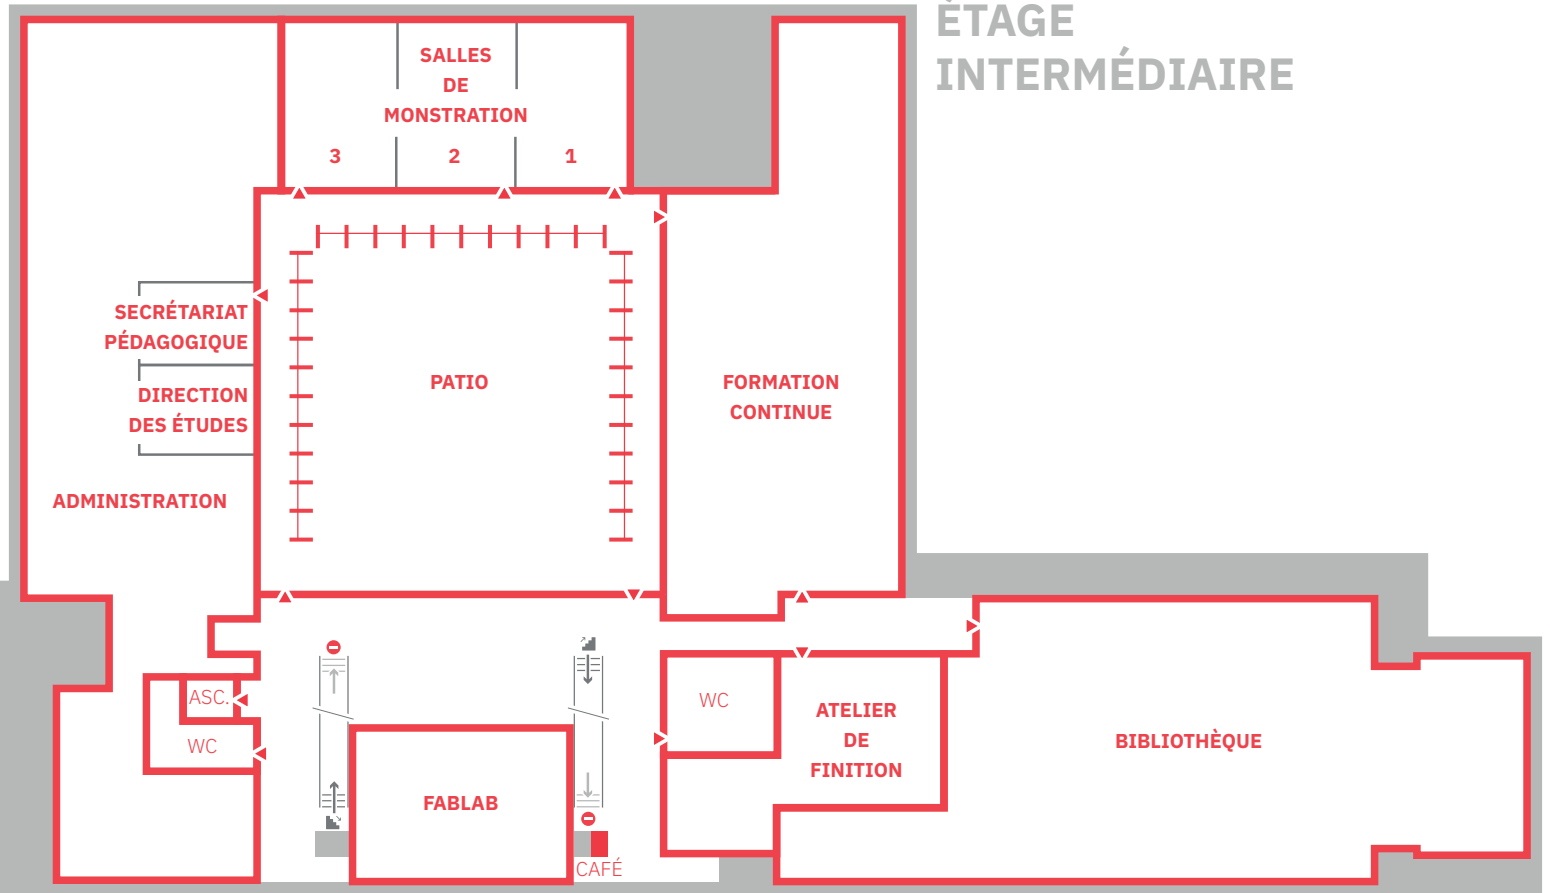 ÉTAGE
INTERMÉDIAIRE
SALLES
DE
MONSTRATION
3
2
1
SECRÉTARIAT
PÉDAGOGIQUE
DIRECTION
DES ÉTUDES
ADMINISTRATION
PATIO
FORMATION
CONTINUE
ASC.
WC
WC
ATELIER
DE
FINITION
BIBLIOTHÈQUE
FABLAB
CAFÉ